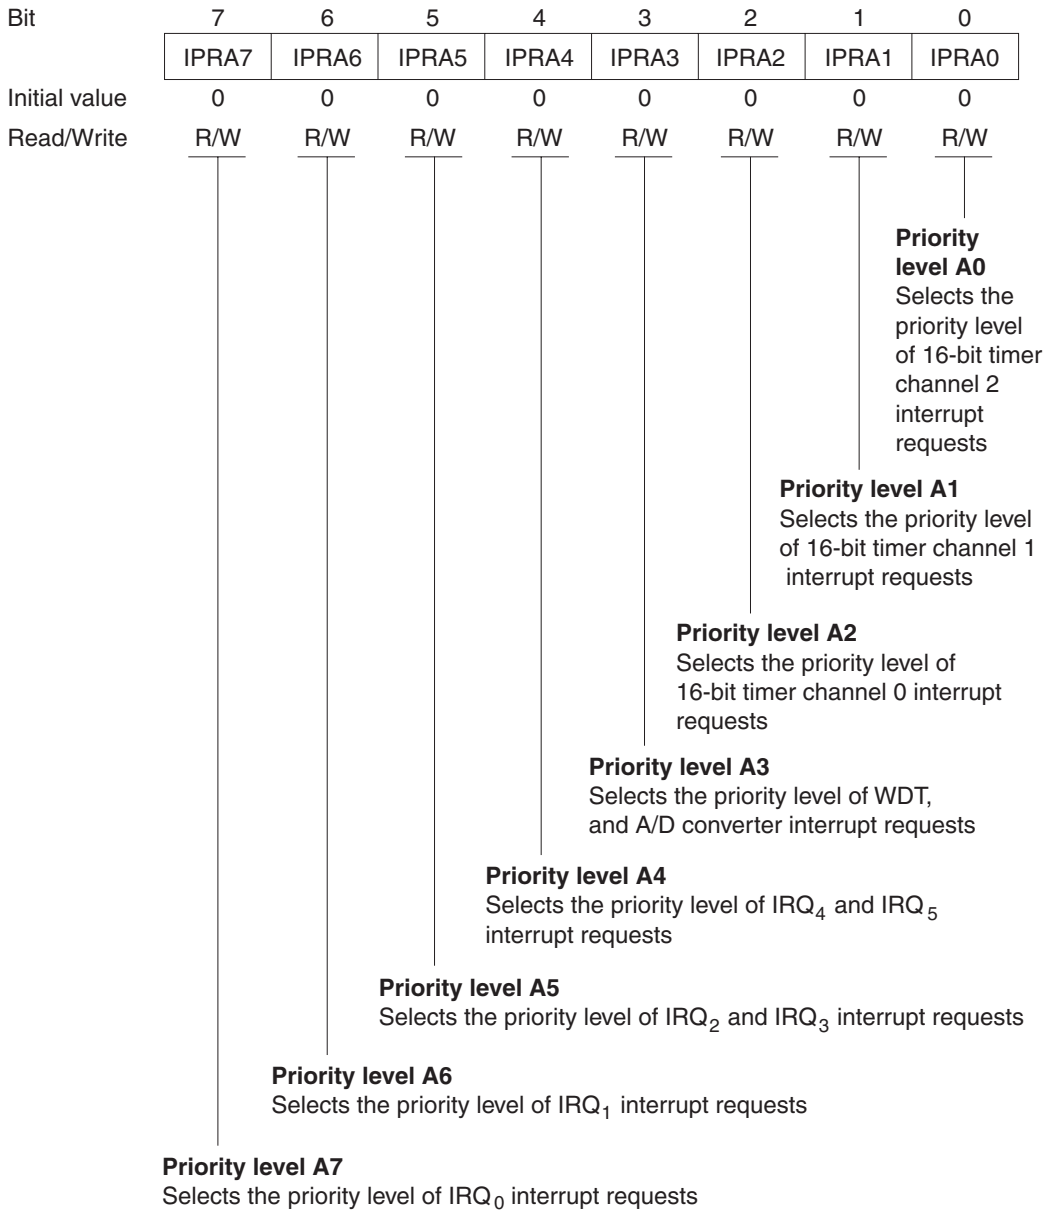 Bit 7 6 5 4 3 2 1 0
IPRA7 IPRA6 IPRA5 IPRA4 IPRA3 IPRA2 IPRA1 IPRA0
Initial value 0 0 0 0 0 0 0 0
Read/Write R/W R/W R/W R/W R/W R/W R/W R/W
Priority
level A0
Selects the
priority level
of 16-bit timer
channel 2
interrupt
requests
Priority level A1
Selects the priority level
of 16-bit timer channel 1
interrupt requests
Priority level A2
Selects the priority level of
16-bit timer channel 0 interrupt
requests
Priority level A3
Selects the priority level of WDT,
and A/D converter interrupt requests
Priority level A4
Selects the priority level of IRQ4 and IRQ5
interrupt requests
Priority level A5
Selects the priority level of IRQ2 and IRQ3 interrupt requests
Priority level A6
Selects the priority level of IRQ1 interrupt requests
Priority level A7
Selects the priority level of IRQ0 interrupt requests